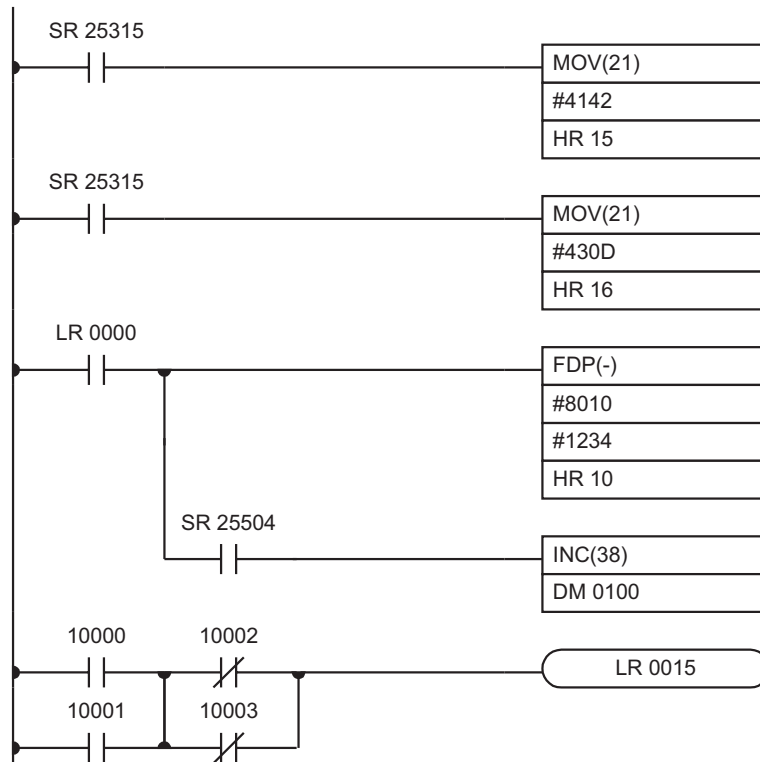 SR 25315
MOV(21)
#4142
HR 15
SR 25315
MOV(21)
#430D
HR 16
LR 0000
FDP(-)
#8010
#1234
HR 10
SR 25504
INC(38)
DM 0100
10000 10002
LR 0015
10001 10003